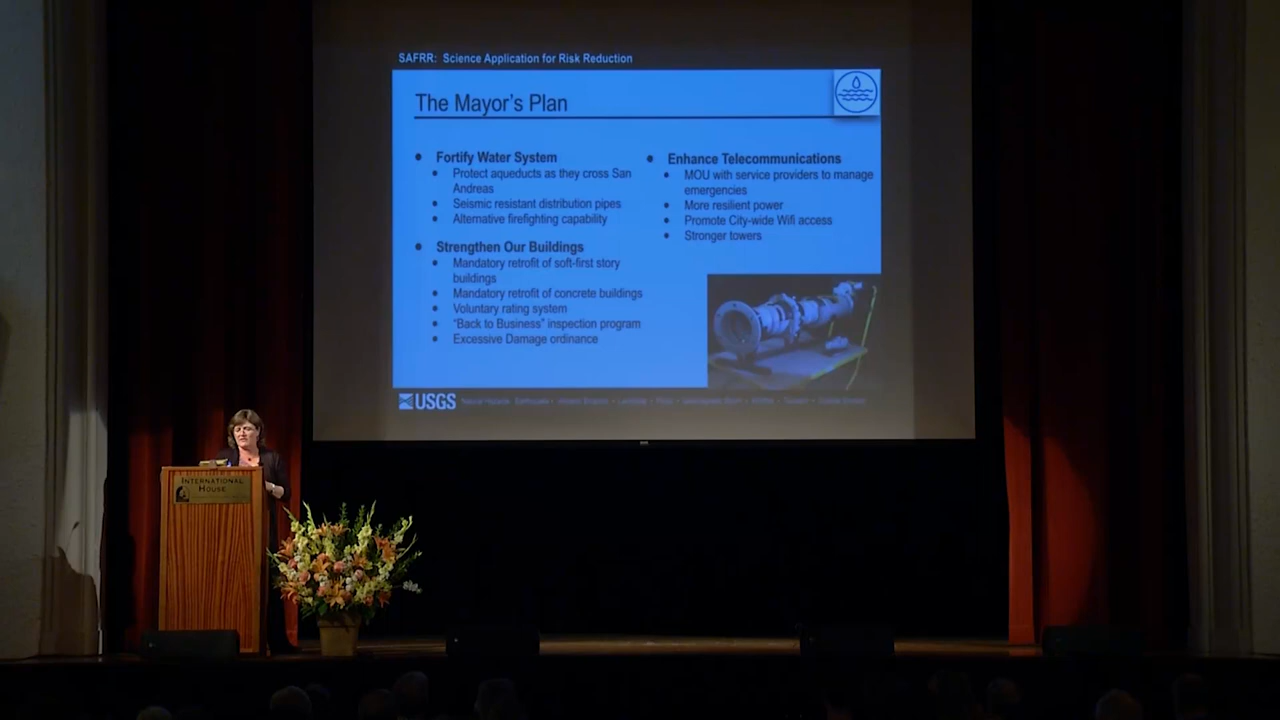 SAFRR: Science Application for Risk Reduction
The Mayor's Plan
• Fortify Water System
• Protect aqueducts as they cross San
Andreas
• Seismic resistant distribution pipes
• Alternative firefighting capability
• Strengthen Our Buildings
• Mandatory retrofit of soft-first story
buildings
• Mandatory retrofit of concrete buildings
• Voluntary rating system
• “Back to Business” inspection program
• Excessive Damage ordinance
• Enhance Telecommunications
• MOU with service providers to manage
emergencies
• More resilient power
• Promote City-wide Wifi access
• Stronger towers
USGS
INTERNATIONAL
HOUSE